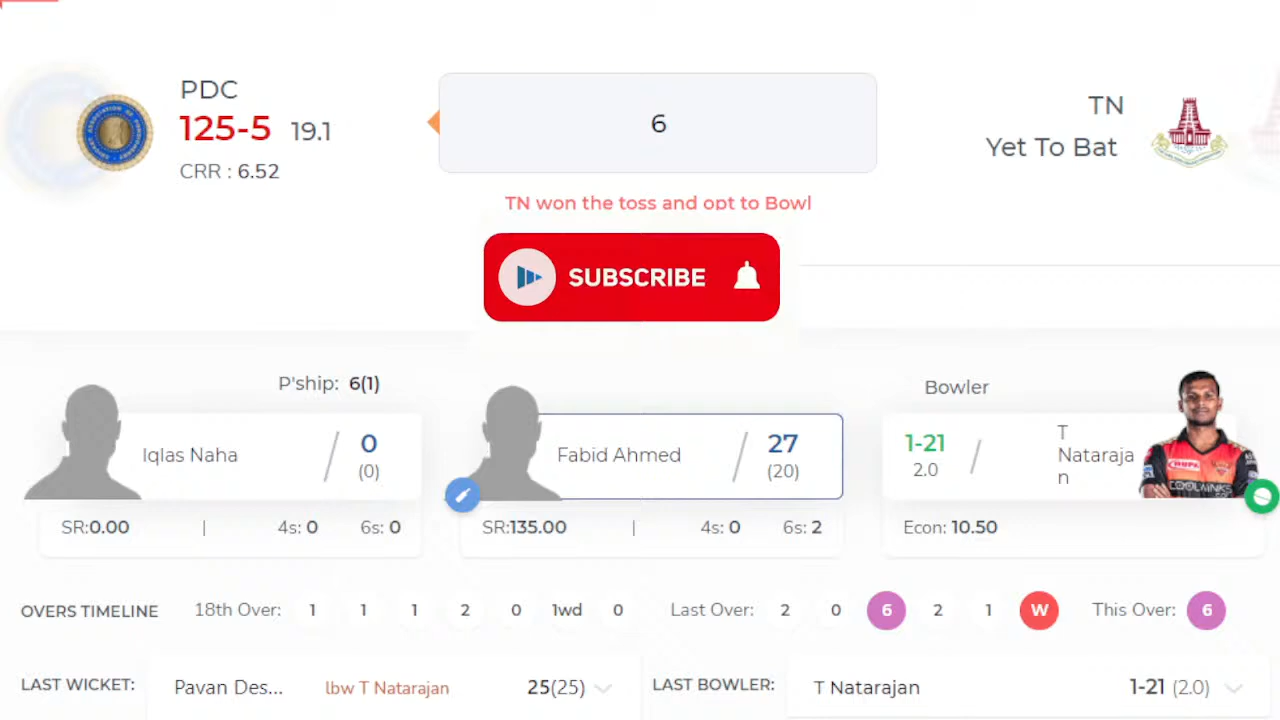 PDC
125-5 19.1
CRR : 6.52
6
TN
Yet To Bat
TN won the toss and opt to Bowl
SUBSCRIBE
P'ship: 6(1)
Iqlas Naha
0
(0)
SR:0.00 | 4s: 0 6s: 0
Fabid Ahmed
27
(20)
SR:135.00 | 4s: 0 6s: 2
Bowler
1-21
2.0
T
Nataraja
n
Econ: 10.50
OVERS TIMELINE 18th Over: 1 1 1 2 0 1wd 0 Last Over: 2 0 6 2 1 W This Over: 6
LAST WICKET: Pavan Des... lbw T Natarajan 25(25) LAST BOWLER: T Natarajan 1-21 (2.0)